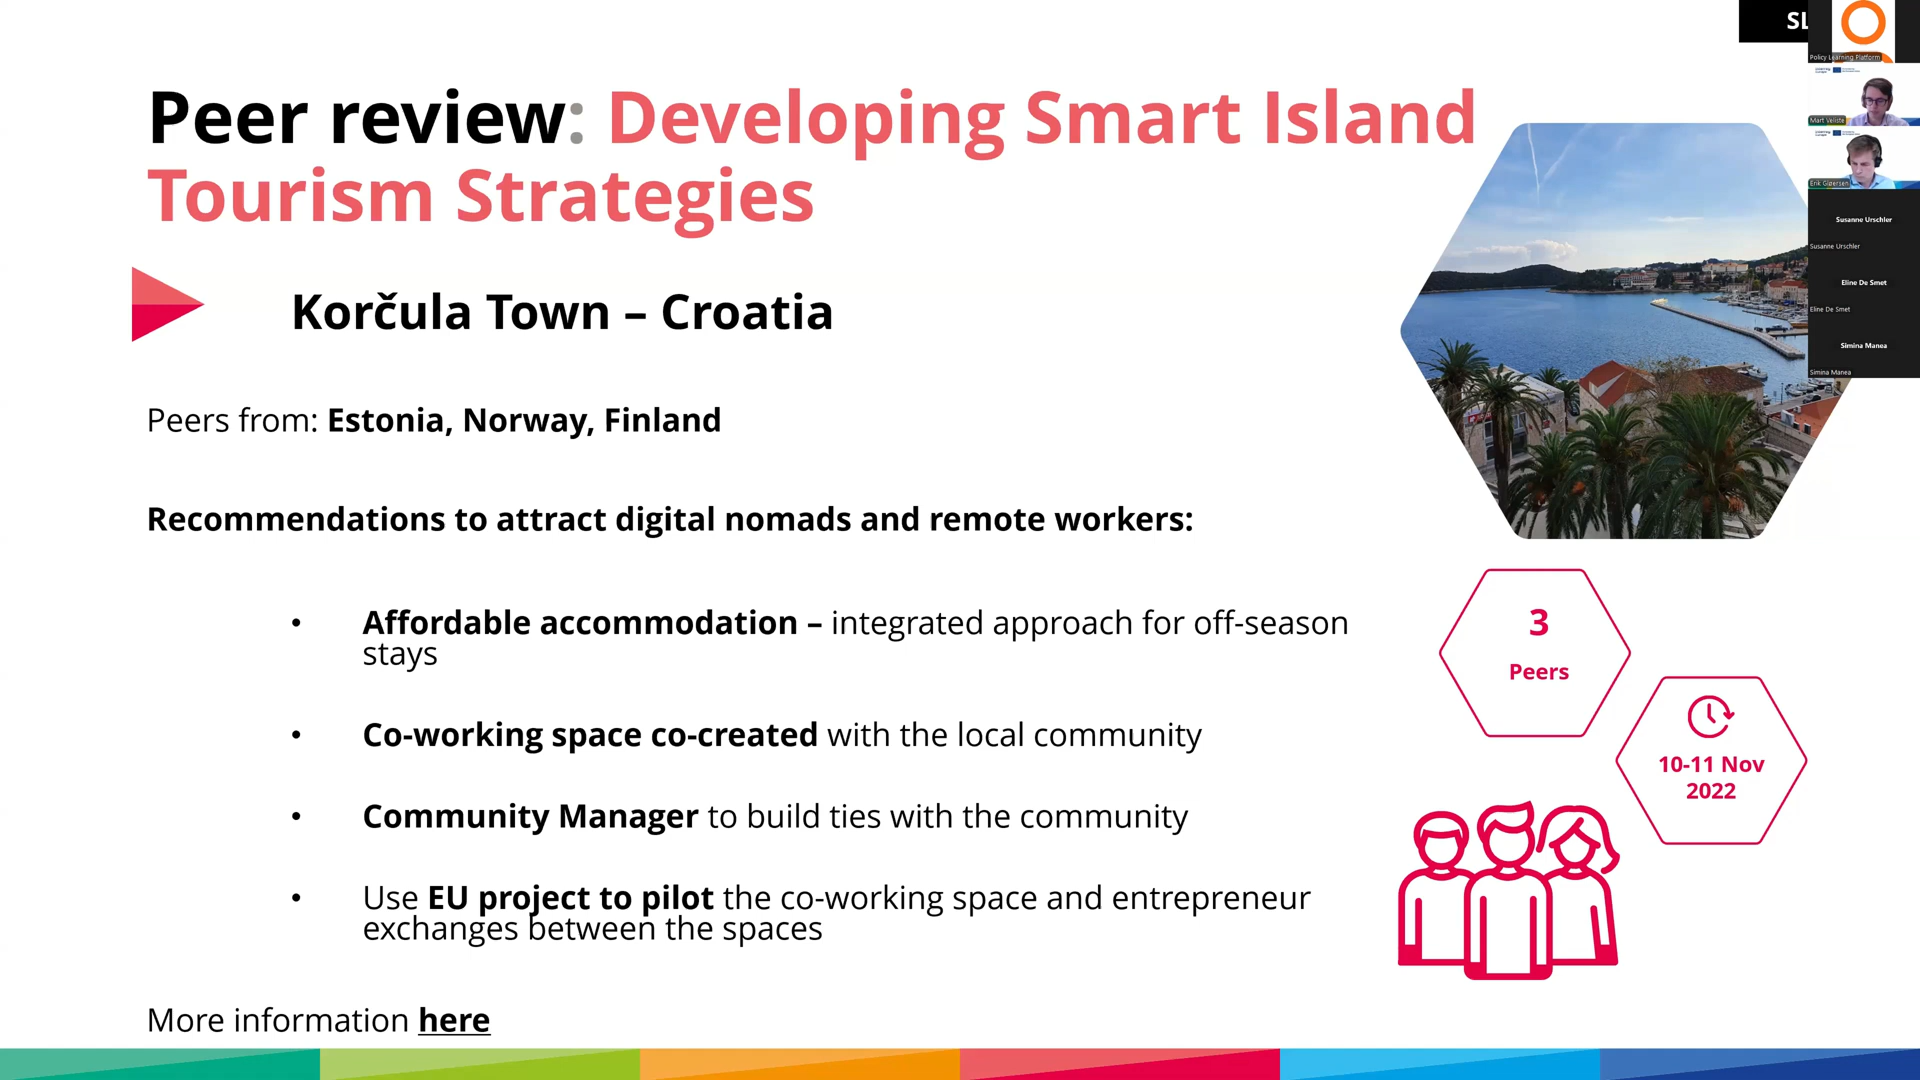 SL
Peer review: Developing Smart Island
Tourism Strategies
Korčula Town – Croatia
Peers from: Estonia, Norway, Finland
Recommendations to attract digital nomads and remote workers:
• Affordable accommodation – integrated approach for off-season
stays
• Co-working space co-created with the local community
• Community Manager to build ties with the community
• Use EU project to pilot the co-working space and entrepreneur
exchanges between the spaces
More information here
3
Peers
10-11 Nov
2022
Policy Learning Platform
Mart Veliste
Erik Gløersen
Susanne Urschler
Susanne Urschler
Eline De Smet
Eline De Smet
Simina Manea
Simina Manea